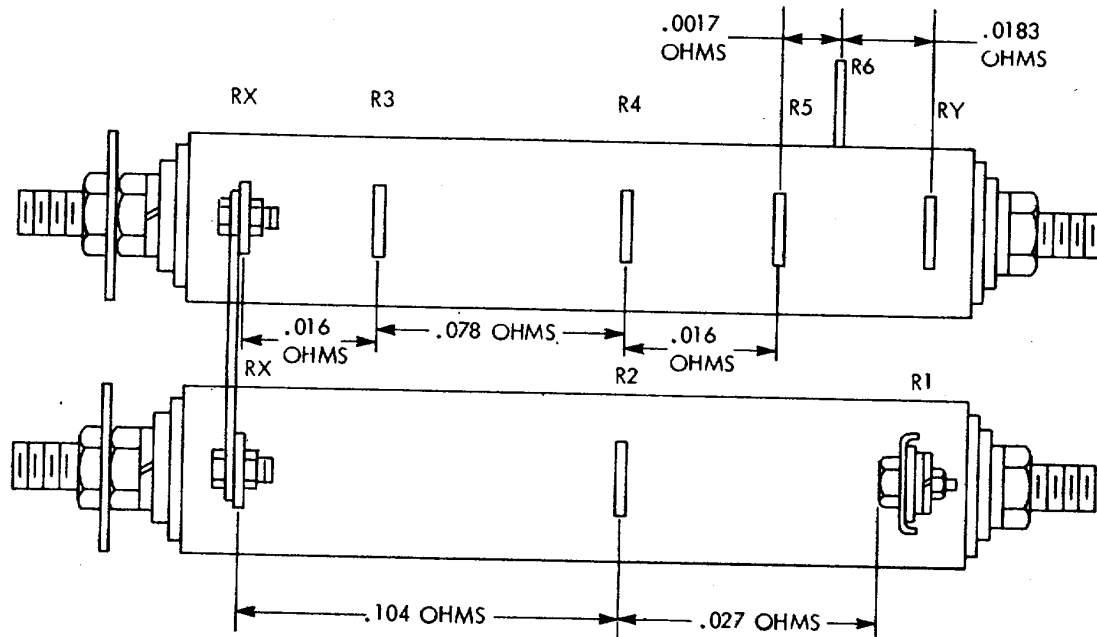 .0017
OHMS
.0183
OHMS
R6
RX
R3
R4
R5
RY
.016
OHMS
.078 OHMS
.016
OHMS
RX
R2
R1
.104 OHMS
.027 OHMS